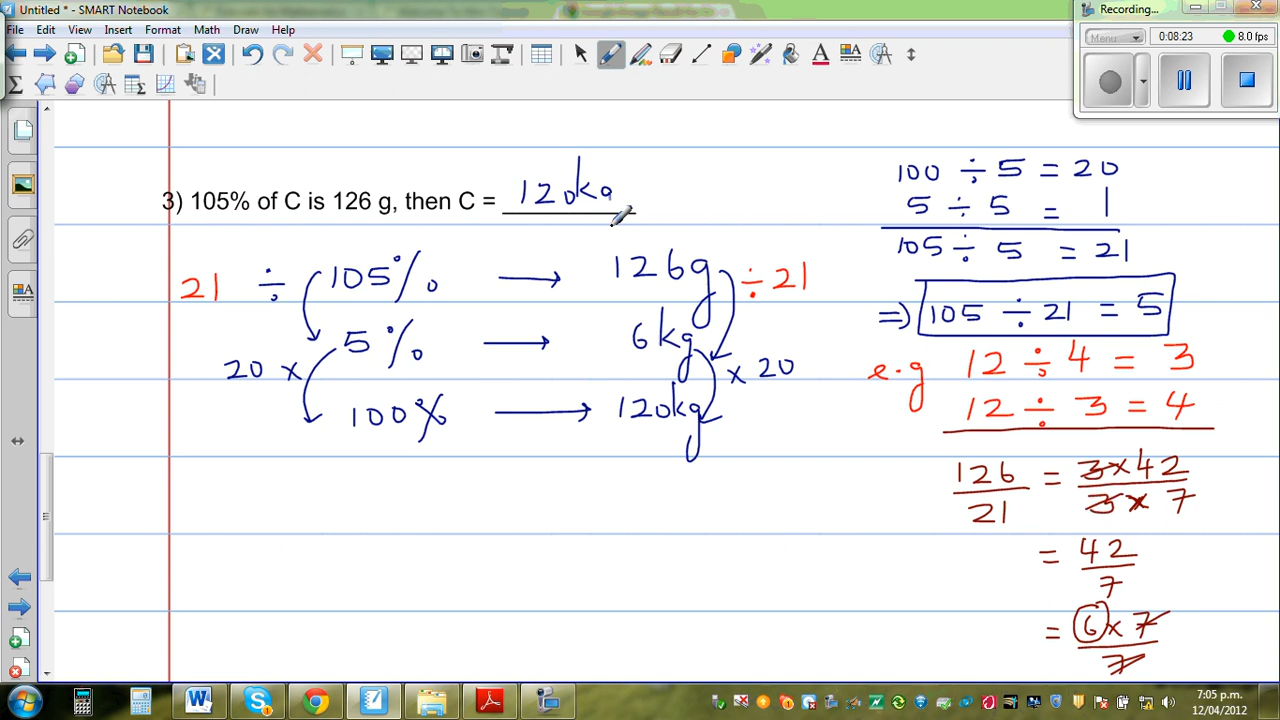 Untitled * - SMART Notebook
Recording...
File Edit View Insert Format Math Draw Help
Menu
0:08:23
8.0 fps
3) 105% of C is 126 g, then C = 120kg
21 ÷ 105% → 126g ÷ 21
5% → 6kg
20 x x 20
100% → 120kg
100 ÷ 5 = 20
5 ÷ 5 = 1
105 ÷ 5 = 21
=) 105 ÷ 21 = 5
e.g 12 ÷ 4 = 3
12 ÷ 3 = 4
126 = 3x42
21 3x 7
= 42
7
= 6x7
7
7:05 p.m.
12/04/2012